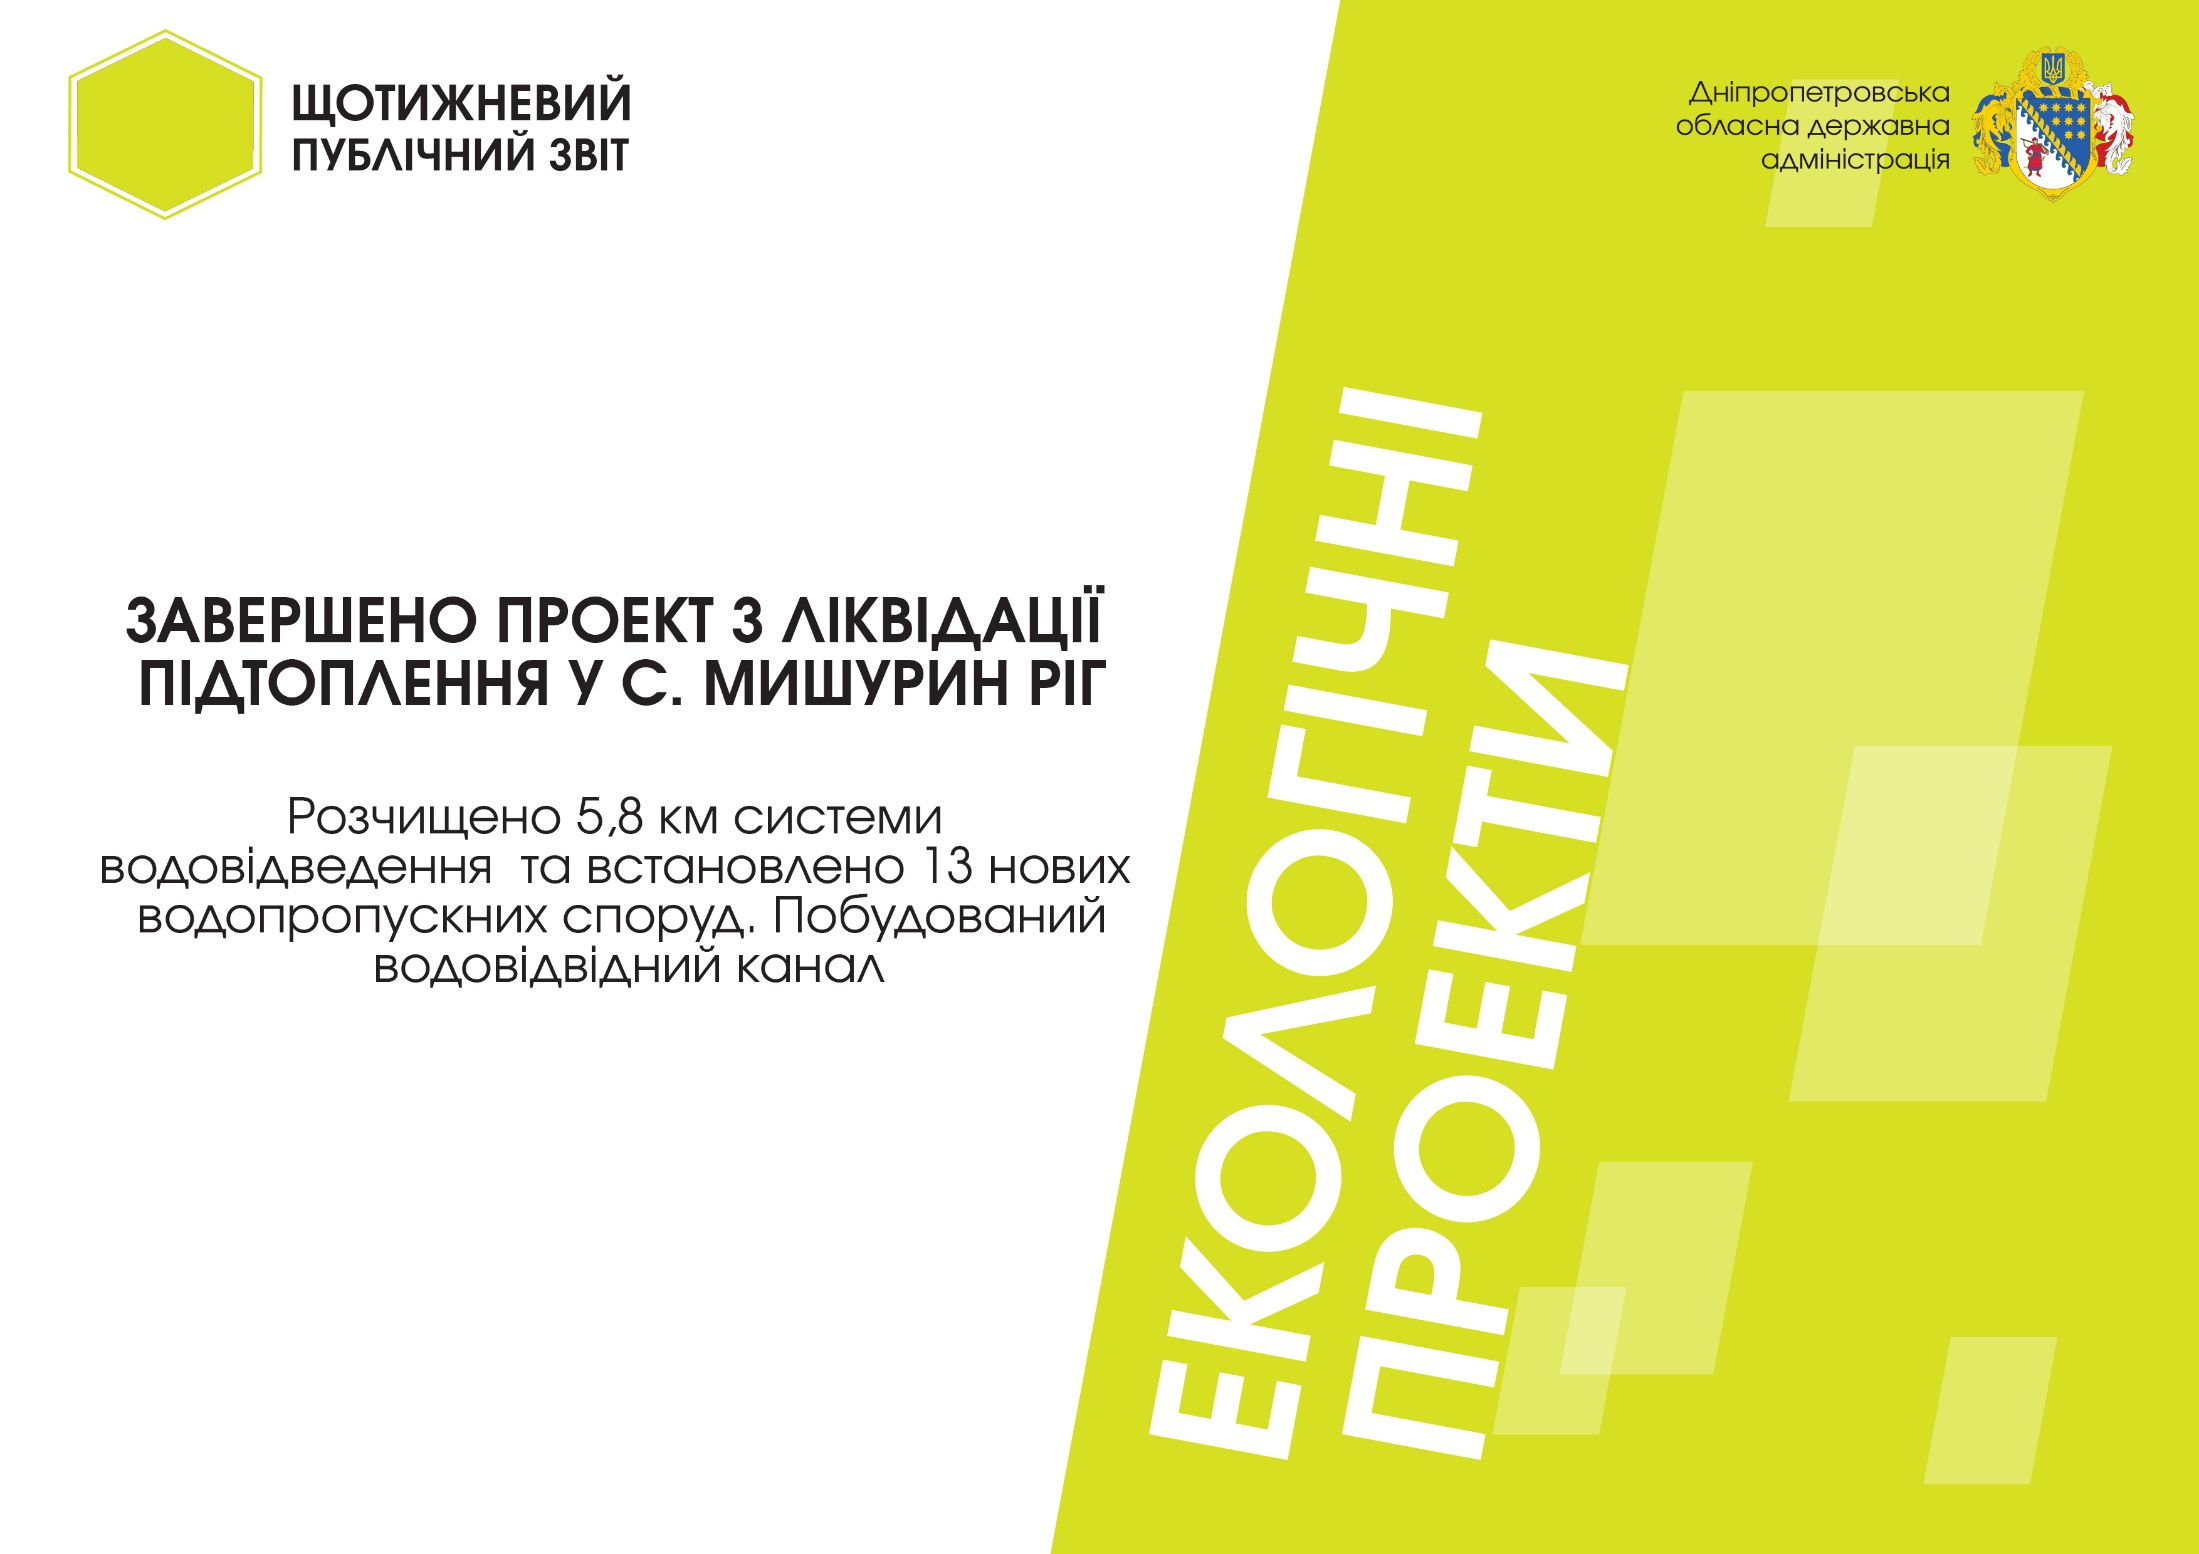 ЩОТИЖНЕВИЙ
ПУБЛІЧНИЙ ЗВІТ
Дніпропетровська
обласна державна
адміністрація
ЗАВЕРШЕНО ПРОЕКТ З ЛІКВІДАЦІЇ
ПІДТОПЛЕННЯ У С. МИШУРИН РІГ
Розчищено 5,8 км системи
водовідведення та встановлено 13 нових
водопропускних споруд. Побудований
водовідвідний канал
ЕКОЛОГІЧНІ
ПРОЕКТИ